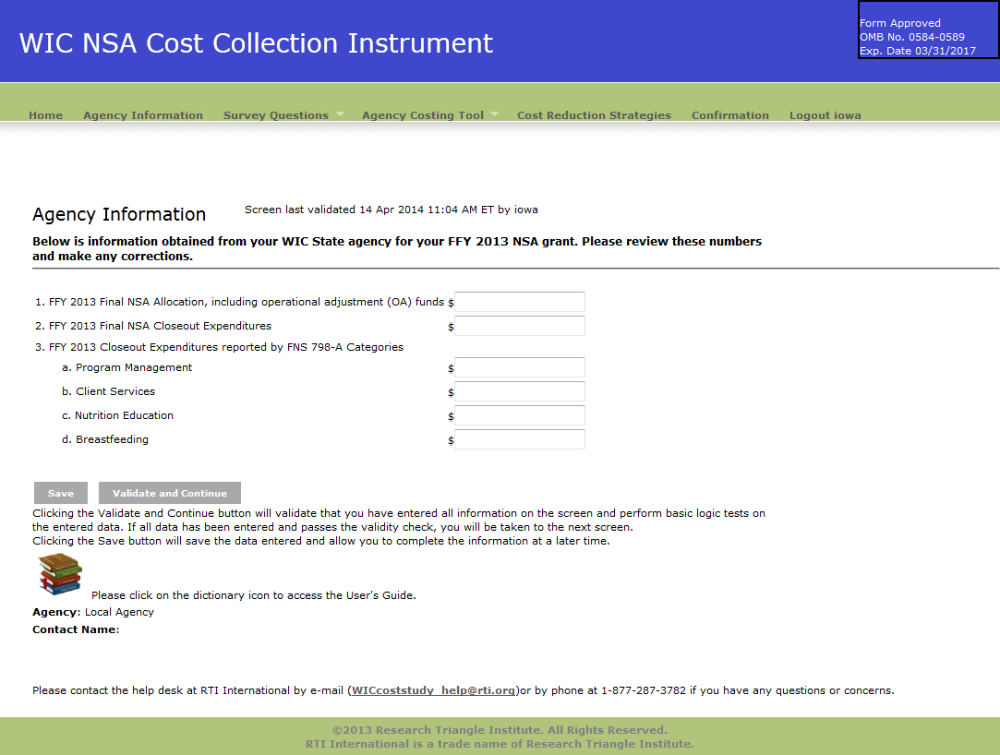 Form Approved
OMB No. 0584-0589
Exp. Date 03/31/2017
WIC NSA Cost Collection Instrument
Home Agency Information Survey Questions Agency Costing Tool Cost Reduction Strategies Confirmation Logout iowa
Agency Information Screen last validated 14 Apr 2014 11:04 AM ET by iowa
Below is information obtained from your WIC State agency for your FFY 2013 NSA grant. Please review these numbers
and make any corrections.
1. FFY 2013 Final NSA Allocation, including operational adjustment (OA) funds $
2. FFY 2013 Final NSA Closeout Expenditures $
3. FFY 2013 Closeout Expenditures reported by FNS 798-A Categories
a. Program Management $
b. Client Services $
c. Nutrition Education $
d. Breastfeeding $
Save Validate and Continue
Clicking the Validate and Continue button will validate that you have entered all information on the screen and perform basic logic tests on
the entered data. If all data has been entered and passes the validity check, you will be taken to the next screen.
Clicking the Save button will save the data entered and allow you to complete the information at a later time.
Please click on the dictionary icon to access the User's Guide.
Agency: Local Agency
Contact Name:
Please contact the help desk at RTI International by e-mail (WICcoststudy_help@rti.org)or by phone at 1-877-287-3782 if you have any questions or concerns.
©2013 Research Triangle Institute. All Rights Reserved.
RTI International is a trade name of Research Triangle Institute.